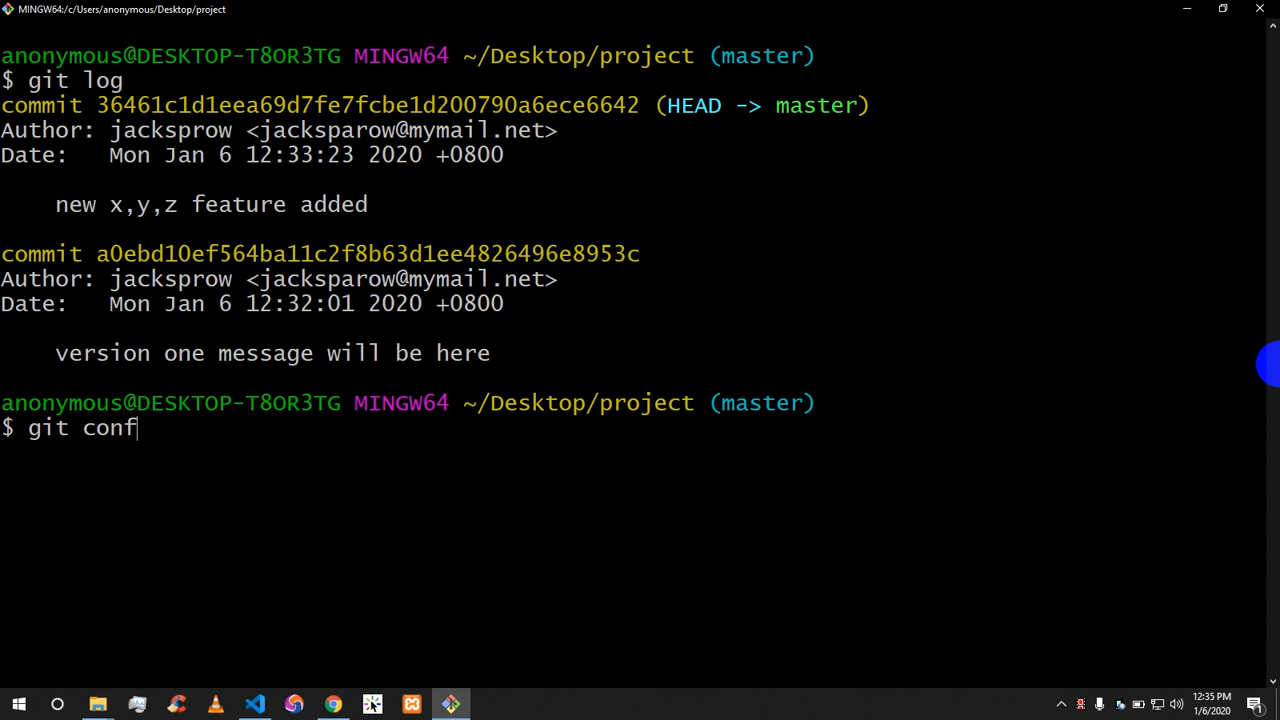 MINGW64:/c/Users/anonymous/Desktop/project
anonymous@DESKTOP-T8OR3TG MINGW64 ~/Desktop/project (master)
$ git log
commit 36461c1d1eea69d7fe7fcbe1d200790a6ece6642 (HEAD -> master)
Author: jacksprow <jacksparow@mymail.net>
Date:   Mon Jan 6 12:33:23 2020 +0800
    new x,y,z feature added
commit a0ebd10ef564ba11c2f8b63d1ee4826496e8953c
Author: jacksprow <jacksparow@mymail.net>
Date:   Mon Jan 6 12:32:01 2020 +0800
    version one message will be here
anonymous@DESKTOP-T8OR3TG MINGW64 ~/Desktop/project (master)
$ git conf
12:35 PM
1/6/2020
1